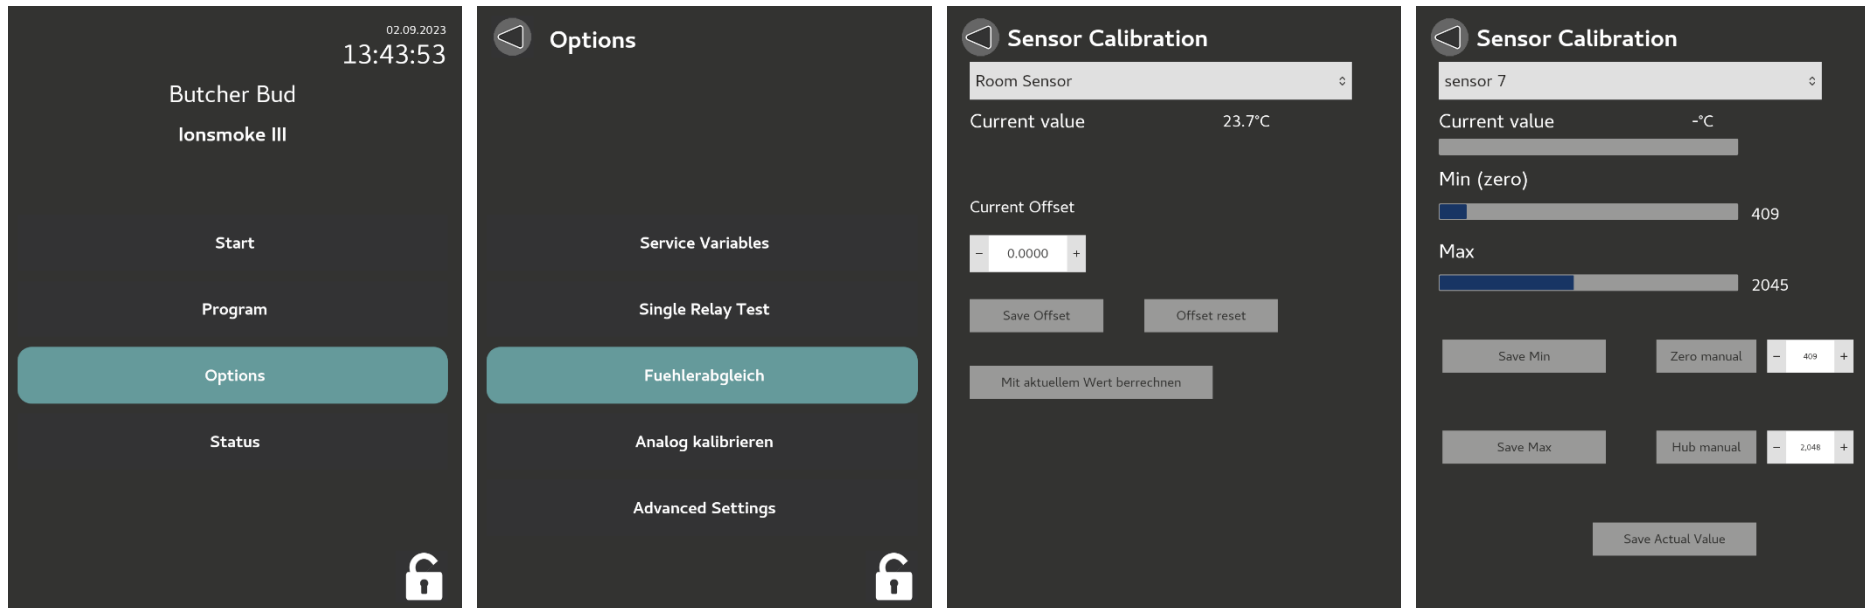 02.09.2023
13:43:53
Butcher Bud
Ionsmoke III
Start
Program
Options
Status
Options
Service Variables
Single Relay Test
Fuehlerabgleich
Analog kalibrieren
Advanced Settings
Sensor Calibration
Room Sensor
Current value 23.7°C
Current Offset
- 0.0000 +
Save Offset Offset reset
Mit aktuellem Wert berrechnen
Sensor Calibration
sensor 7
Current value -°C
Min (zero)
409
Max
2045
Save Min Zero manual - 409 +
Save Max Hub manual - 2,048 +
Save Actual Value